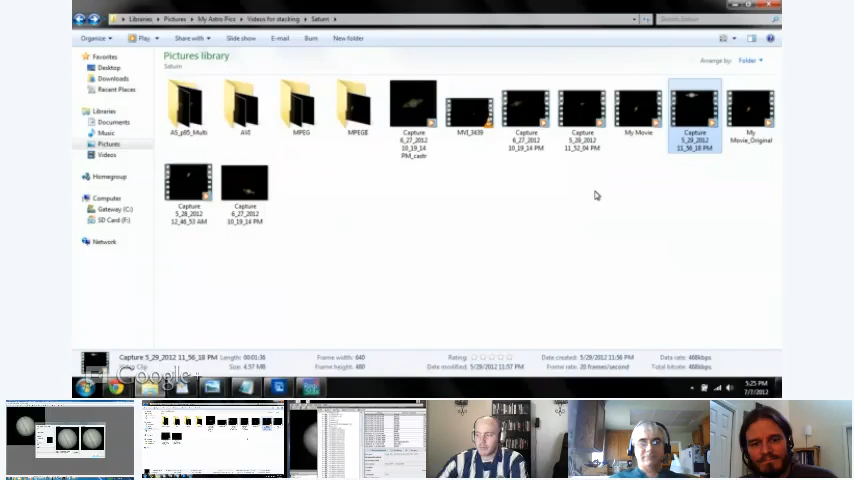 Libraries ▸ Pictures ▸ My Astro Pics ▸ Videos for stacking ▸ Saturn ▸
Organize Play Share with Slide show E-mail Burn New folder
Favorites
Desktop
Downloads
Recent Places
Libraries
Documents
Music
Pictures
Videos
Homegroup
Computer
Gateway (C:)
SD Card (F:)
Network
Pictures library
Saturn
Arrange by: Folder
AS_p95_Multi
AVI
MPEG
MPEGII
Capture
6_27_2012
10_19_14
PM_castr
MVI_3439
Capture
6_27_2012
10_19_14 PM
Capture
5_29_2012
11_52_04 PM
My Movie
Capture
5_29_2012
11_56_18 PM
My
Movie_Original
Capture
5_28_2012
12_46_53 AM
Capture
6_27_2012
10_19_14 PM
Capture 5_29_2012 11_56_18 PM Length: 00:01:36 Frame width: 640 Rating: Date created: 5/29/2012 11:56 PM Data rate: 468kbps
Video Clip Size: 4.57 MB Frame height: 480 Date modified: 5/29/2012 11:57 PM Frame rate: 20 frames/second Total bitrate: 468kbps
Google+
5:25 PM
7/7/2012